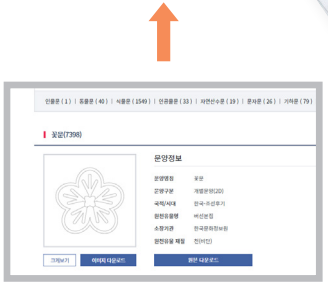 인물문 ( 1 ) | 동물문 ( 40 ) | 식물문 ( 1549 ) | 인공물문 ( 33 ) | 자연산수문 ( 19 ) | 문자문 ( 26 ) | 기하문 ( 79 )
꽃문(7398)
문양정보
문양명칭 꽃문
문양구분 개별문양(2D)
국적/시대 한국-조선후기
원천유물명 버선본집
소장기관 한국문화정보원
원천유물 재질 천(비단)
크게보기 이미지 다운로드 원본 다운로드